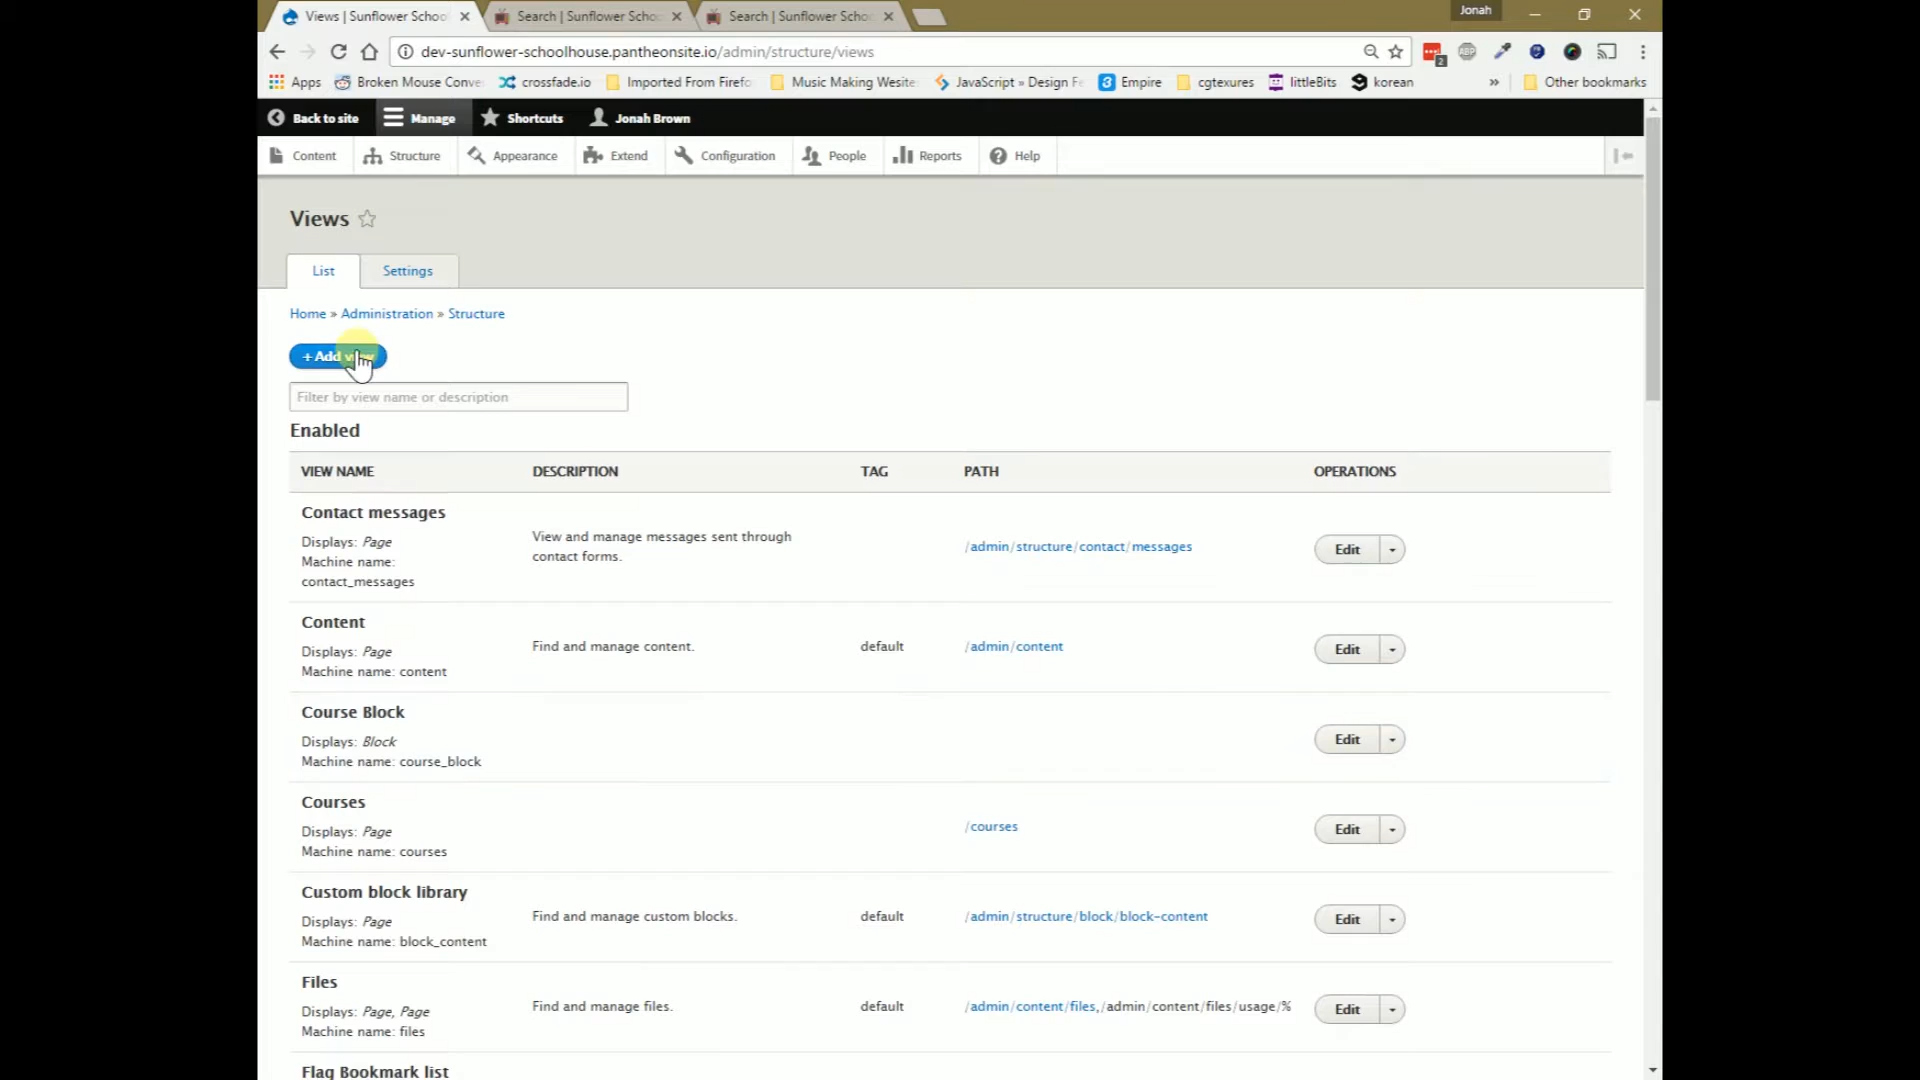 Views | Sunflower School
Search | Sunflower Scho
Search | Sunflower Scho
Jonah
dev-sunflower-schoolhouse.pantheonsite.io/admin/structure/views
2
ABP
Apps
Broken Mouse Conve
crossfade.io
Imported From Firefo
Music Making Wesite
JavaScript » Design Fe
Empire
cgtexures
littleBits
korean
»
Other bookmarks
Back to site
Manage
Shortcuts
Jonah Brown
Content
Structure
Appearance
Extend
Configuration
People
Reports
Help
Views
List
Settings
Home » Administration » Structure
+ Add view
Filter by view name or description
Enabled
VIEW NAME DESCRIPTION TAG PATH OPERATIONS
Contact messages
Displays: Page
Machine name:
contact_messages
View and manage messages sent through
contact forms.
/admin/structure/contact/messages
Edit
Content
Displays: Page
Machine name: content
Find and manage content.
default
/admin/content
Edit
Course Block
Displays: Block
Machine name: course_block
Edit
Courses
Displays: Page
Machine name: courses
/courses
Edit
Custom block library
Displays: Page
Machine name: block_content
Find and manage custom blocks.
default
/admin/structure/block/block-content
Edit
Files
Displays: Page, Page
Machine name: files
Find and manage files.
default
/admin/content/files,/admin/content/files/usage/%
Edit
Flag Bookmark list